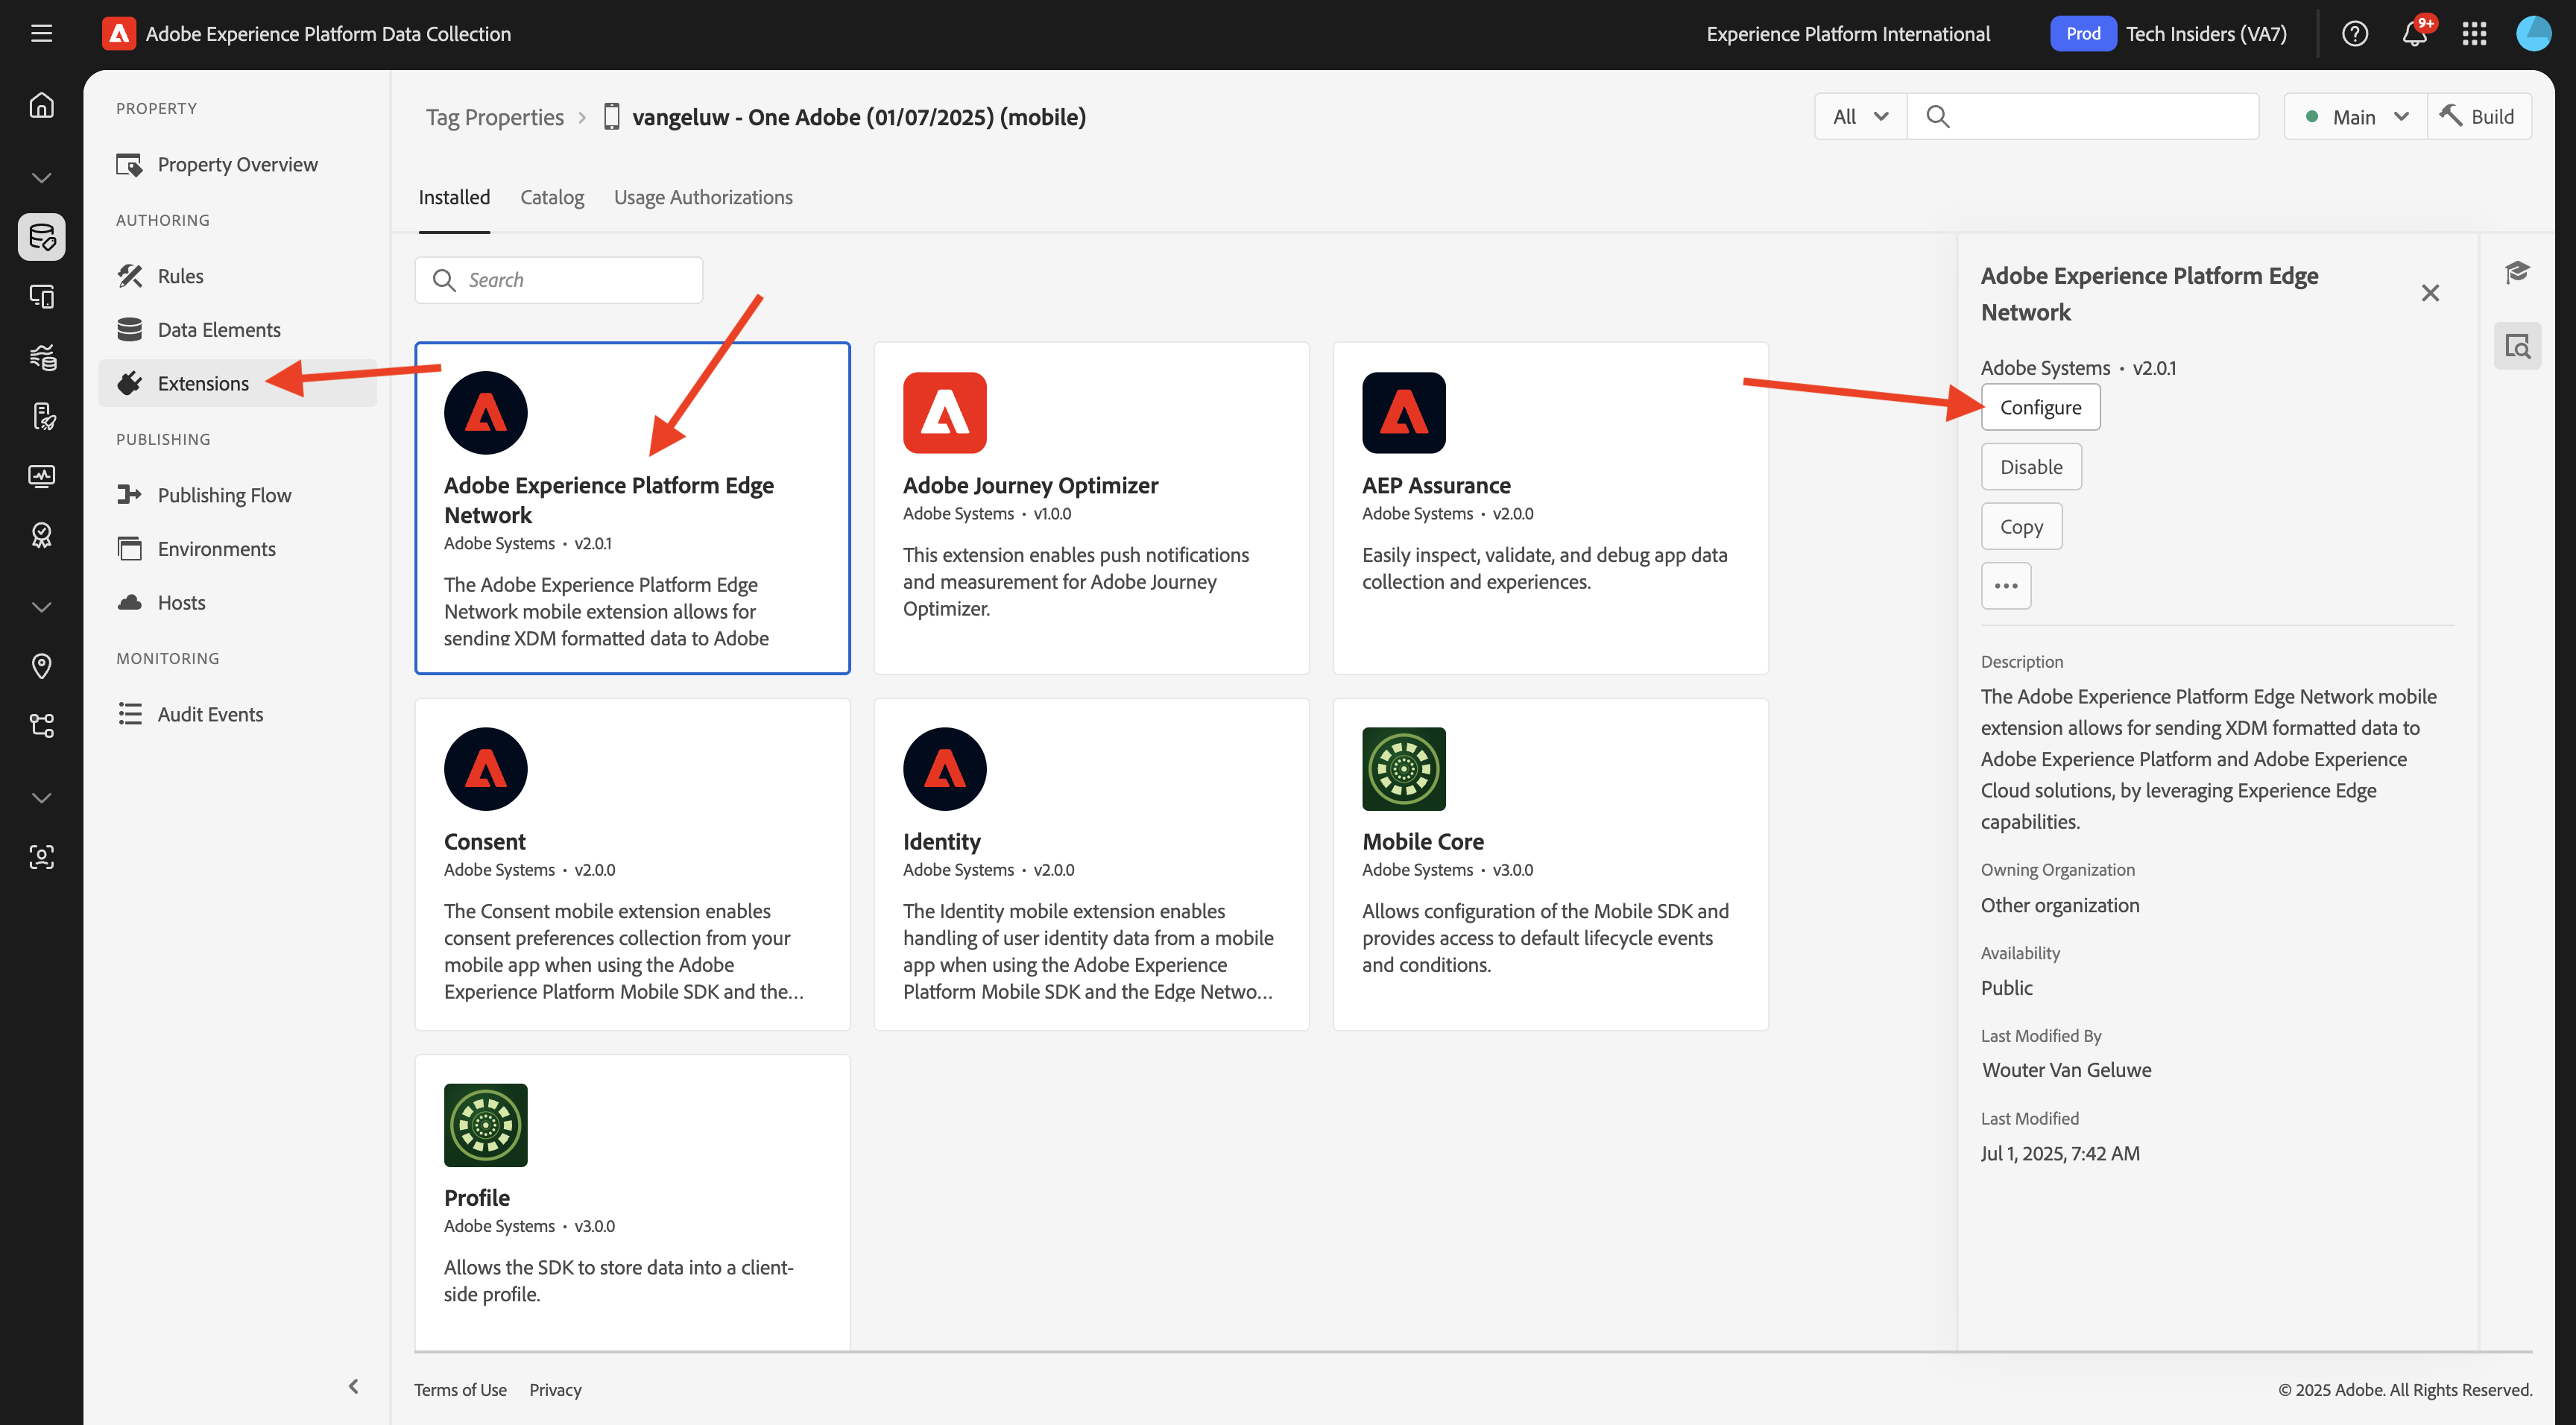 Adobe Experience Platform Data Collection
Experience Platform International
Prod
Tech Insiders (VA7)
9+
PROPERTY
Property Overview
AUTHORING
Rules
Data Elements
Extensions
PUBLISHING
Publishing Flow
Environments
Hosts
MONITORING
Audit Events
Tag Properties
vangeluw - One Adobe (01/07/2025) (mobile)
All
Main
Build
Installed
Catalog
Usage Authorizations
Search
Adobe Experience Platform Edge
Network
Adobe Systems • v2.0.1
The Adobe Experience Platform Edge
Network mobile extension allows for
sending XDM formatted data to Adobe
Adobe Journey Optimizer
Adobe Systems • v1.0.0
This extension enables push notifications
and measurement for Adobe Journey
Optimizer.
AEP Assurance
Adobe Systems • v2.0.0
Easily inspect, validate, and debug app data
collection and experiences.
Consent
Adobe Systems • v2.0.0
The Consent mobile extension enables
consent preferences collection from your
mobile app when using the Adobe
Experience Platform Mobile SDK and the...
Identity
Adobe Systems • v2.0.0
The Identity mobile extension enables
handling of user identity data from a mobile
app when using the Adobe Experience
Platform Mobile SDK and the Edge Netwo...
Mobile Core
Adobe Systems • v3.0.0
Allows configuration of the Mobile SDK and
provides access to default lifecycle events
and conditions.
Profile
Adobe Systems • v3.0.0
Allows the SDK to store data into a client-
side profile.
Adobe Experience Platform Edge
Network
Adobe Systems • v2.0.1
Configure
Disable
Copy
Description
The Adobe Experience Platform Edge Network mobile
extension allows for sending XDM formatted data to
Adobe Experience Platform and Adobe Experience
Cloud solutions, by leveraging Experience Edge
capabilities.
Owning Organization
Other organization
Availability
Public
Last Modified By
Wouter Van Geluwe
Last Modified
Jul 1, 2025, 7:42 AM
Terms of Use
Privacy
© 2025 Adobe. All Rights Reserved.